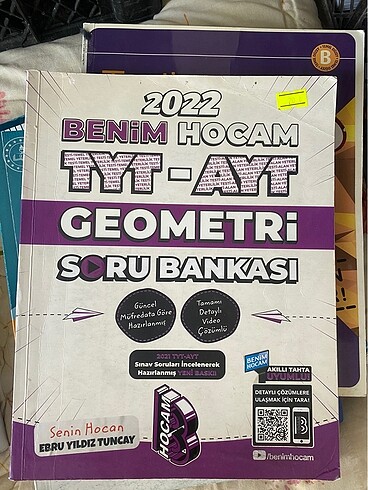 2022
BENİM HOCAM
TYT - AYT
GEOMETRİ
SORU BANKASI
Güncel
Müfredata Göre
Hazırlanmış
Tamamı
Detaylı
Video
Çözümlü
2021 TYT-AYT
Sınav Soruları İncelenerek
Hazırlanmış YENİ BASKI
BENİM
HOCAM
AKILLI TAHTA
UYUMLU!
DETAYLI ÇÖZÜMLERE
ULAŞMAK İÇİN TARA!
/benimhocam
Senin Hocan
EBRU YILDIZ TUNCAY
HOCAM
B